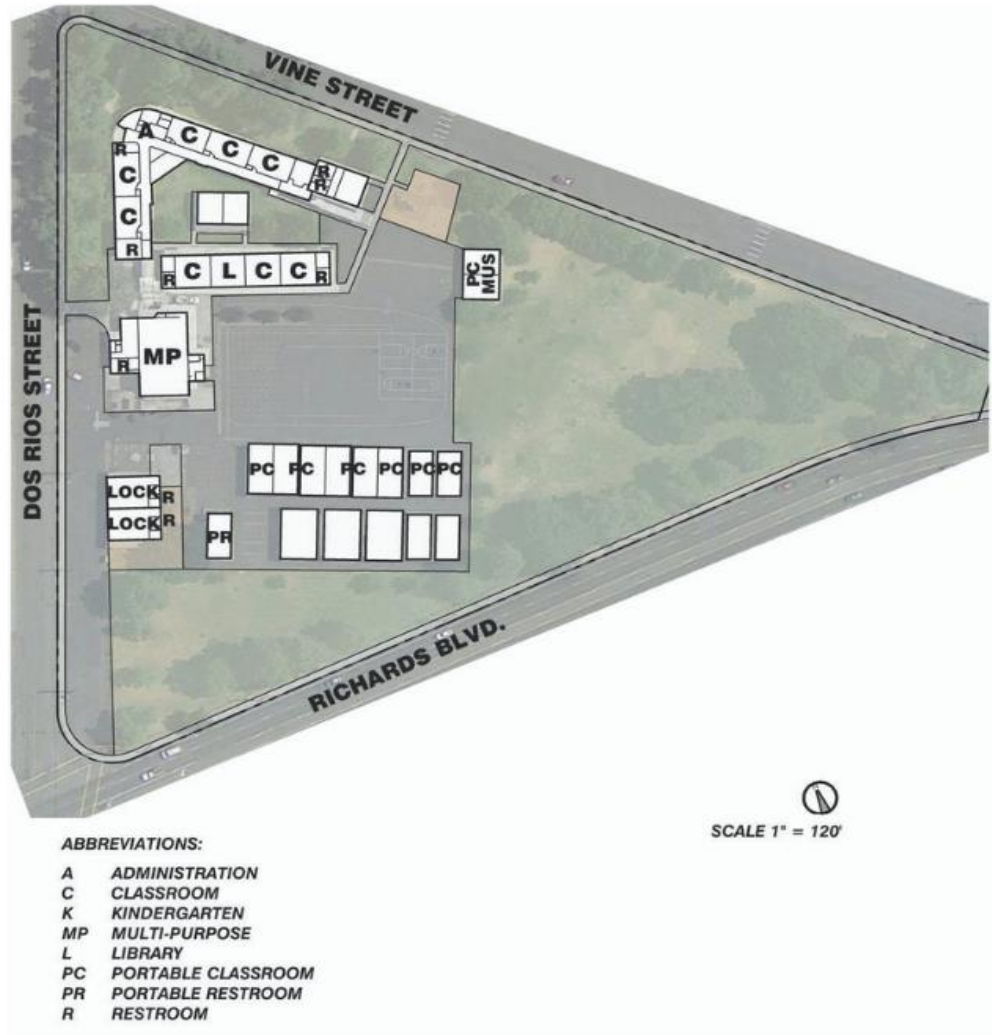 VINE STREET
A C C C
R
R
R
C
C
R
R C L C C R
PC
MUS
MP
R
DOS RIOS STREET
PC PC PC PC PC PC
LOCK R
LOCK R
PR
RICHARDS BLVD.
SCALE 1" = 120'
ABBREVIATIONS:
A ADMINISTRATION
C CLASSROOM
K KINDERGARTEN
MP MULTI-PURPOSE
L LIBRARY
PC PORTABLE CLASSROOM
PR PORTABLE RESTROOM
R RESTROOM